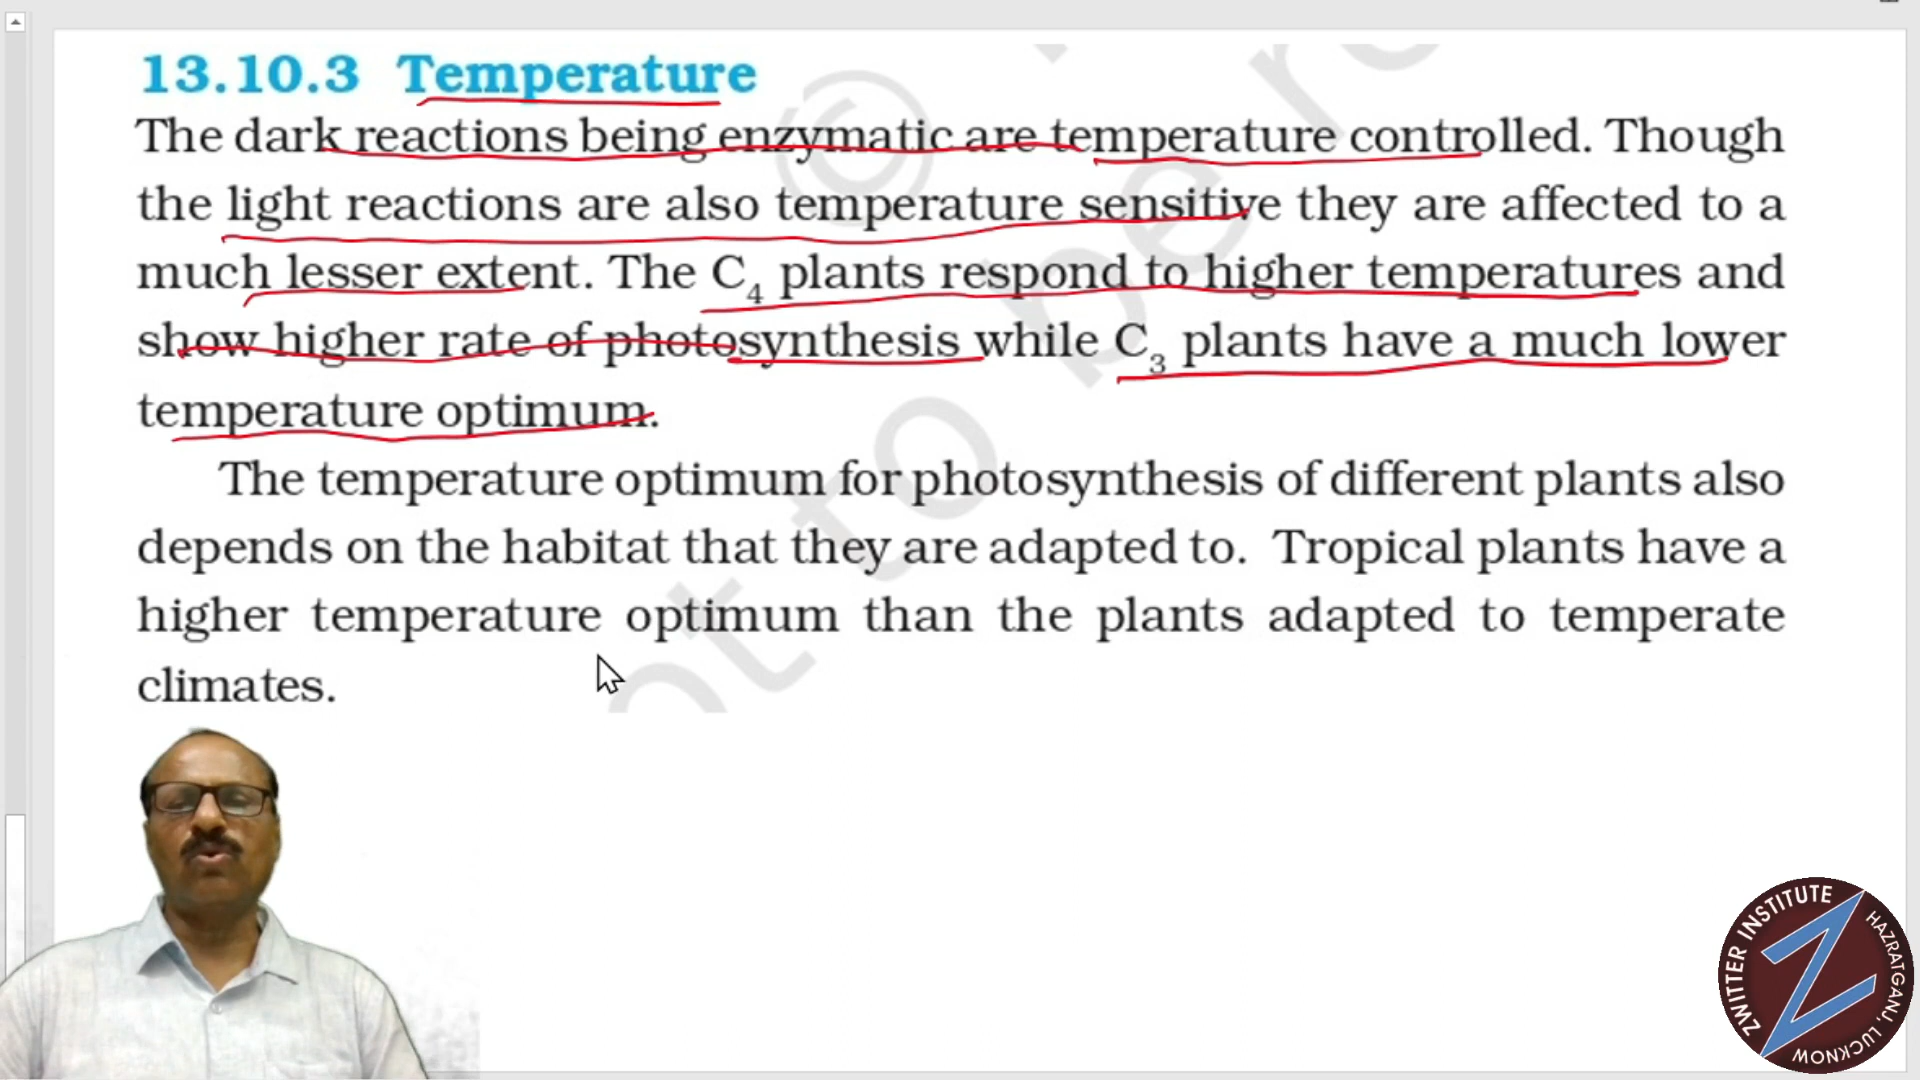 13.10.3 Temperature
The dark reactions being enzymatic are temperature controlled. Though
the light reactions are also temperature sensitive they are affected to a
much lesser extent. The C4 plants respond to higher temperatures and
show higher rate of photosynthesis while C3 plants have a much lower
temperature optimum.
The temperature optimum for photosynthesis of different plants also
depends on the habitat that they are adapted to. Tropical plants have a
higher temperature optimum than the plants adapted to temperate
climates.
ZWITTER INSTITUTE
HAZRATGANJ, LUCKNOW